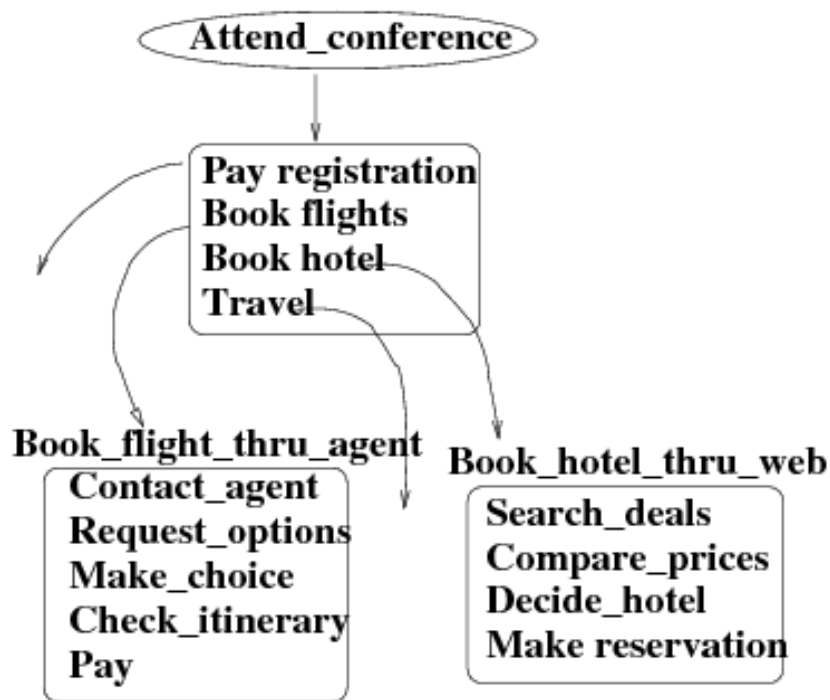 Attend_conference
Pay registration
Book flights
Book hotel
Travel
Book_flight_thru_agent
Contact_agent
Request_options
Make_choice
Check_itinerary
Pay
Book_hotel_thru_web
Search_deals
Compare_prices
Decide_hotel
Make reservation